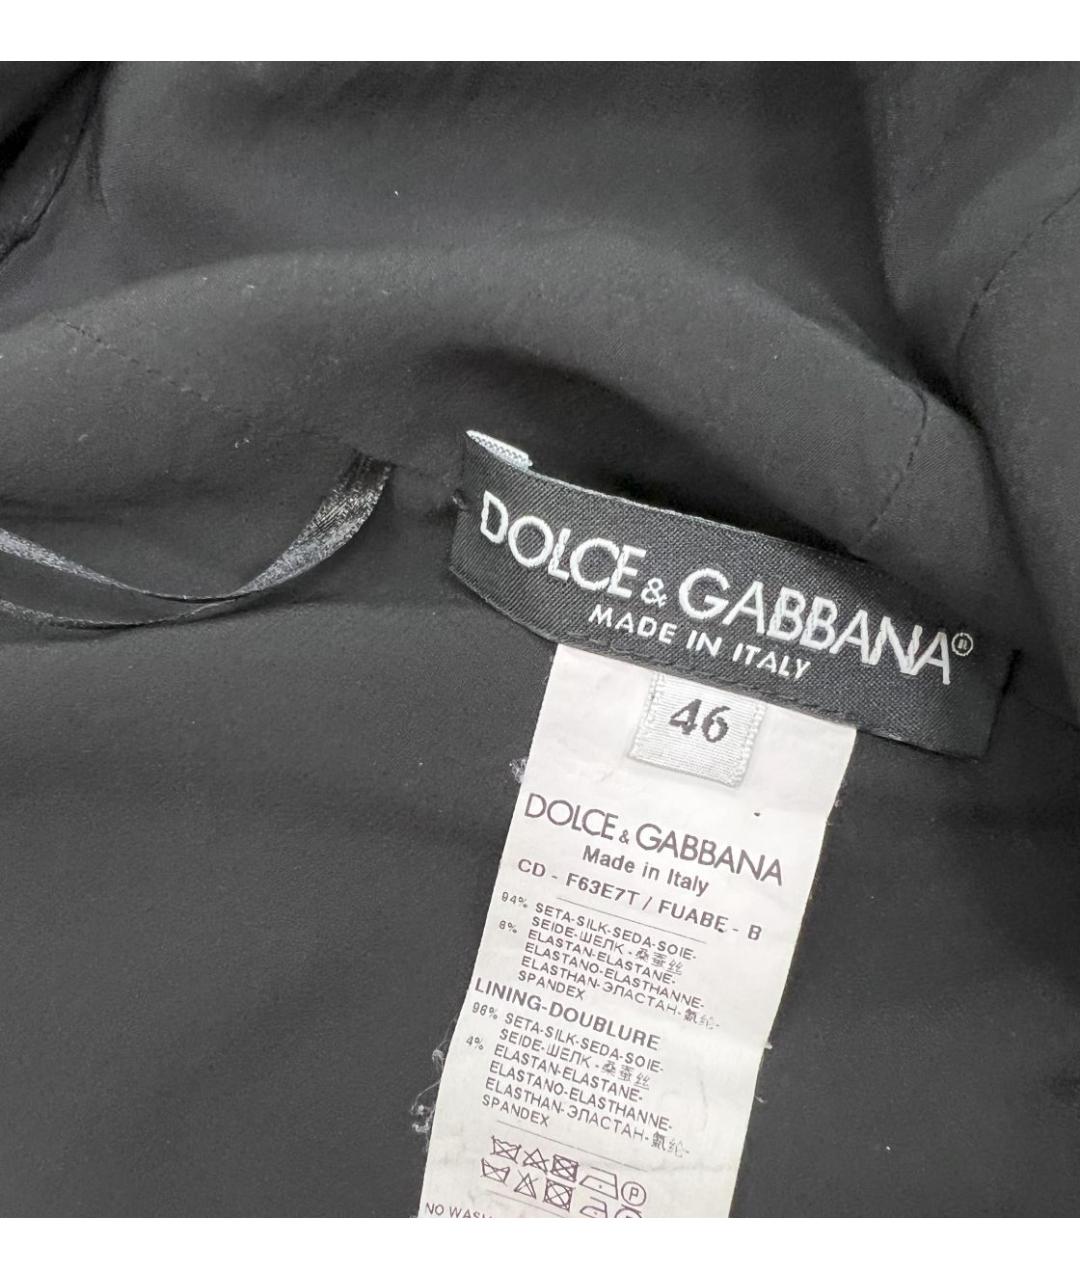 DOLCE & GABBANA®
MADE IN ITALY
46
DOLCE & GABBANA
Made in Italy
CD - F63E7T / FUABE - B
94% SETA-SILK-SEDA-SOIE-
SEIDE-ШЕЛК-桑蚕丝
6% ELASTAN-ELASTANE-
ELASTANO-ELASTHANNE-
ELASTHAN-ЭЛАСТАН-氨纶-
SPANDEX
LINING-DOUBLURE
96% SETA-SILK-SEDA-SOIE-
SEIDE-ШЕЛК-桑蚕丝
4% ELASTAN-ELASTANE-
ELASTANO-ELASTHANNE-
ELASTHAN-ЭЛАСТАН-氨纶-
SPANDEX
P
NO WASH